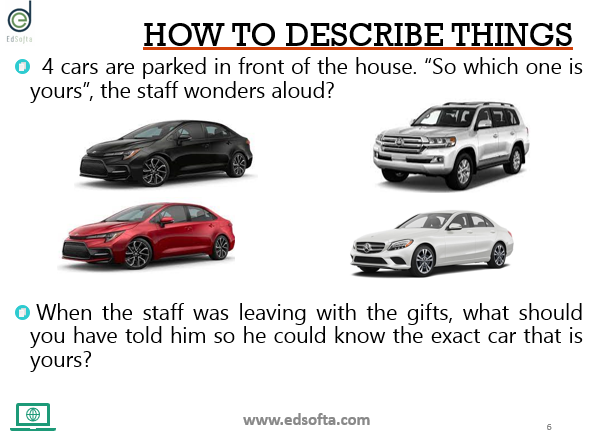 EdSofta
HOW TO DESCRIBE THINGS
4 cars are parked in front of the house. “So which one is
yours”, the staff wonders aloud?
When the staff was leaving with the gifts, what should
you have told him so he could know the exact car that is
yours?
www.edsofta.com
6